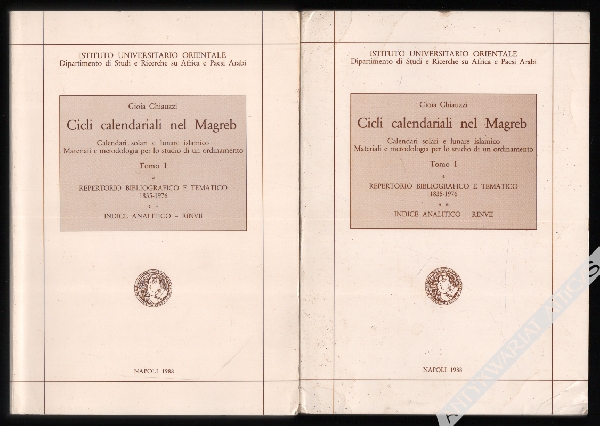 ISTITUTO UNIVERSITARIO ORIENTALE
Dipartimento di Studi e Ricerche su Africa e Paesi Arabi
Gioia Chiauzzi
Cicli calendariali nel Magreb
Calendari solari e lunare islamico
Materiali e metodologia per lo studio di un ordinamento
Tomo I
*
REPERTORIO BIBLIOGRAFICO E TEMATICO
1835-1976
* *
INDICE ANALITICO - RINVII
NAPOLI 1988
ISTITUTO UNIVERSITARIO ORIENTALE
Dipartimento di Studi e Ricerche su Africa e Paesi Arabi
Gioia Chiauzzi
Cicli calendariali nel Magreb
Calendari solari e lunare islamico
Materiali e metodologia per lo studio di un ordinamento
Tomo I
*
REPERTORIO BIBLIOGRAFICO E TEMATICO
1835-1976
* *
INDICE ANALITICO - RINVII
NAPOLI 1988
ANTYKWARIAT